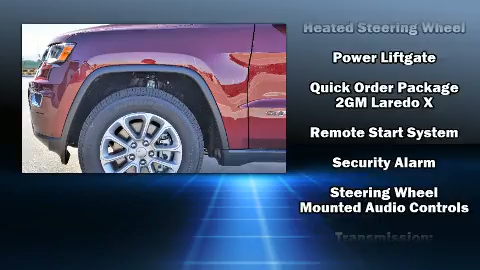 Heated Steering Wheel
Power Liftgate
Quick Order Package
2GM Laredo X
Remote Start System
Security Alarm
Steering Wheel
Mounted Audio Controls
Transmission: